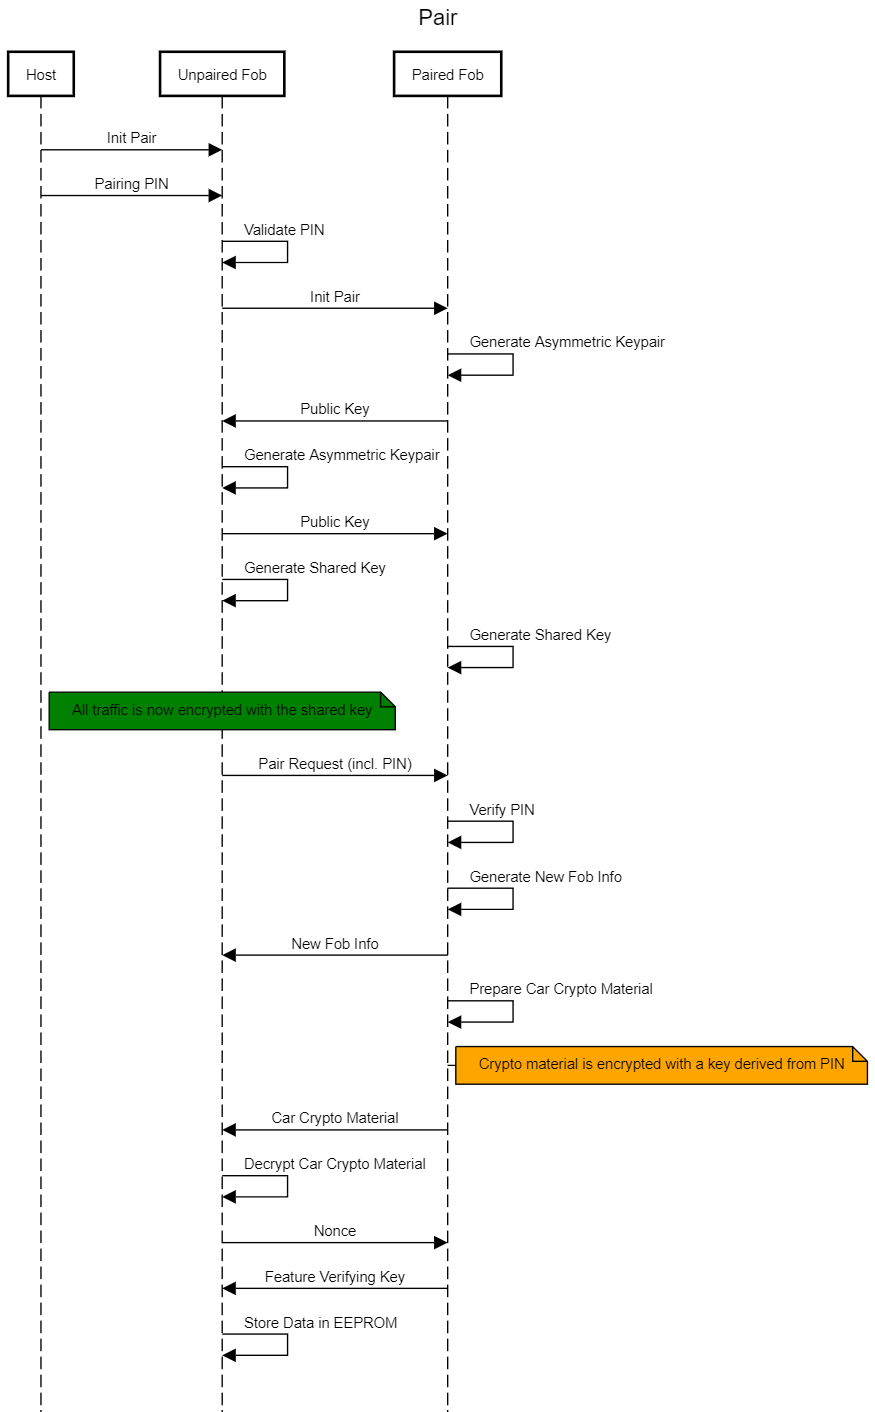 Pair
Host
Unpaired Fob
Paired Fob
Init Pair
Pairing PIN
Validate PIN
Init Pair
Generate Asymmetric Keypair
Public Key
Generate Asymmetric Keypair
Public Key
Generate Shared Key
Generate Shared Key
All traffic is now encrypted with the shared key
Pair Request (incl. PIN)
Verify PIN
Generate New Fob Info
New Fob Info
Prepare Car Crypto Material
Crypto material is encrypted with a key derived from PIN
Car Crypto Material
Decrypt Car Crypto Material
Nonce
Feature Verifying Key
Store Data in EEPROM